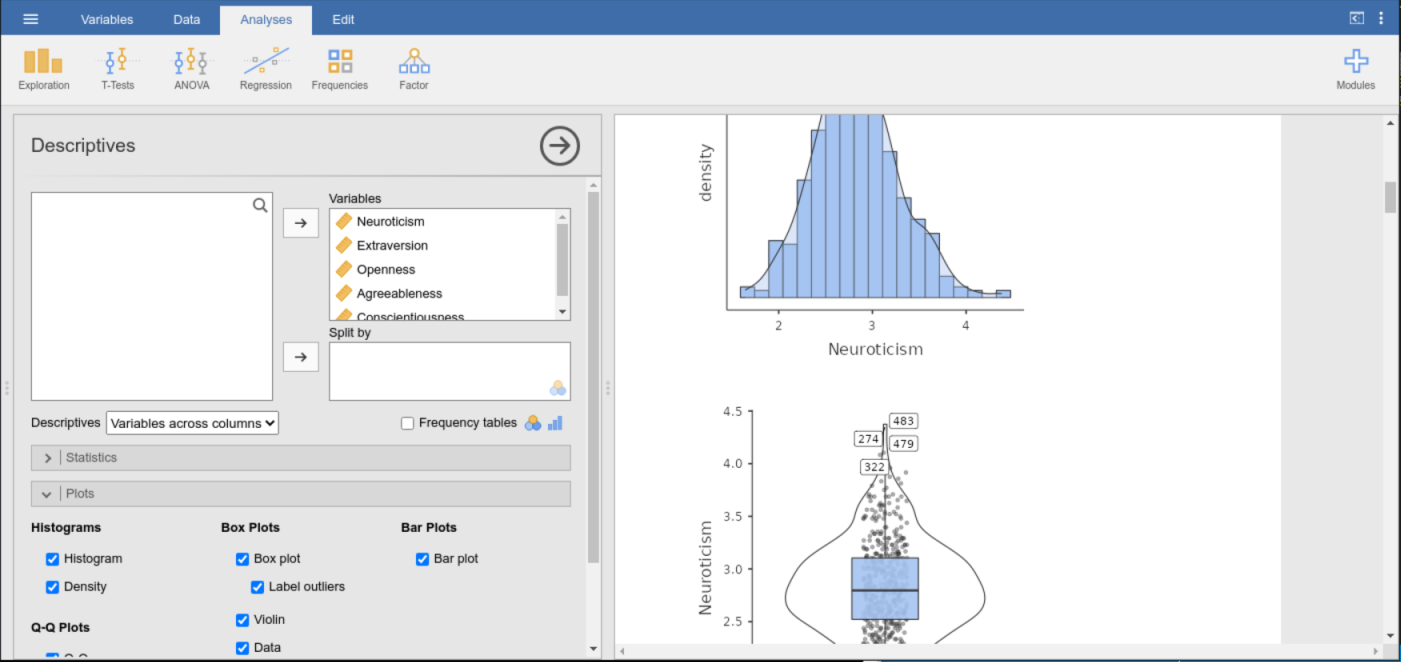 Variables Data Analyses Edit
Exploration T-Tests ANOVA Regression Frequencies Factor Modules
Descriptives
Variables
Neuroticism
Extraversion
Openness
Agreeableness
Conscientiousness
Split by
Descriptives Variables across columns Frequency tables
Statistics
Plots
Histograms Box Plots Bar Plots
Histogram Box plot Bar plot
Density Label outliers
Violin
Q-Q Plots
Data
density
2 3 4
Neuroticism
4.5
4.0
3.5
3.0
2.5
Neuroticism
483
274
479
322